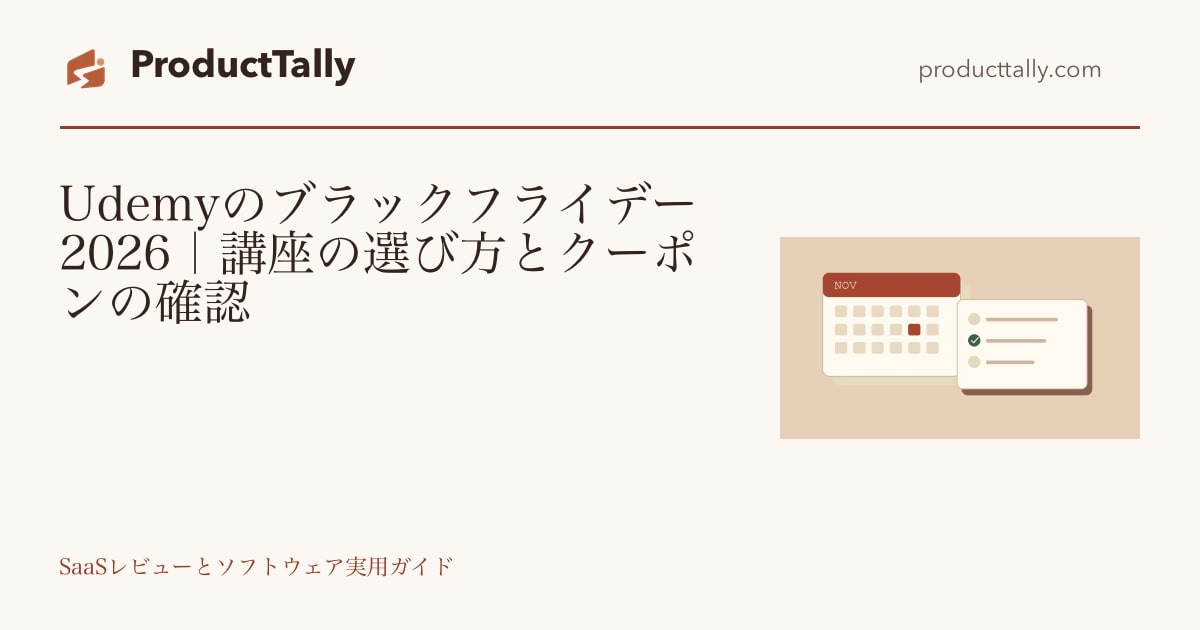 ProductTally
producttally.com
Udemyのブラックフライデー
2026｜講座の選び方とクーポ
ンの確認
NOV
SaaSレビューとソフトウェア実用ガイド